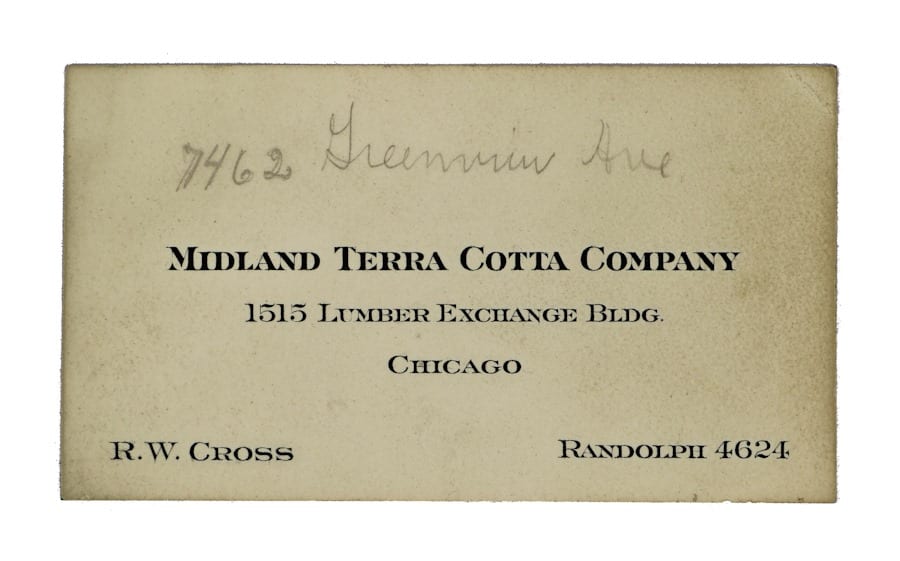 7462 Greenview Ave
MIDLAND TERRA COTTA COMPANY
1515 LUMBER EXCHANGE BLDG.
CHICAGO
R.W. CROSS
RANDOLPH 4624